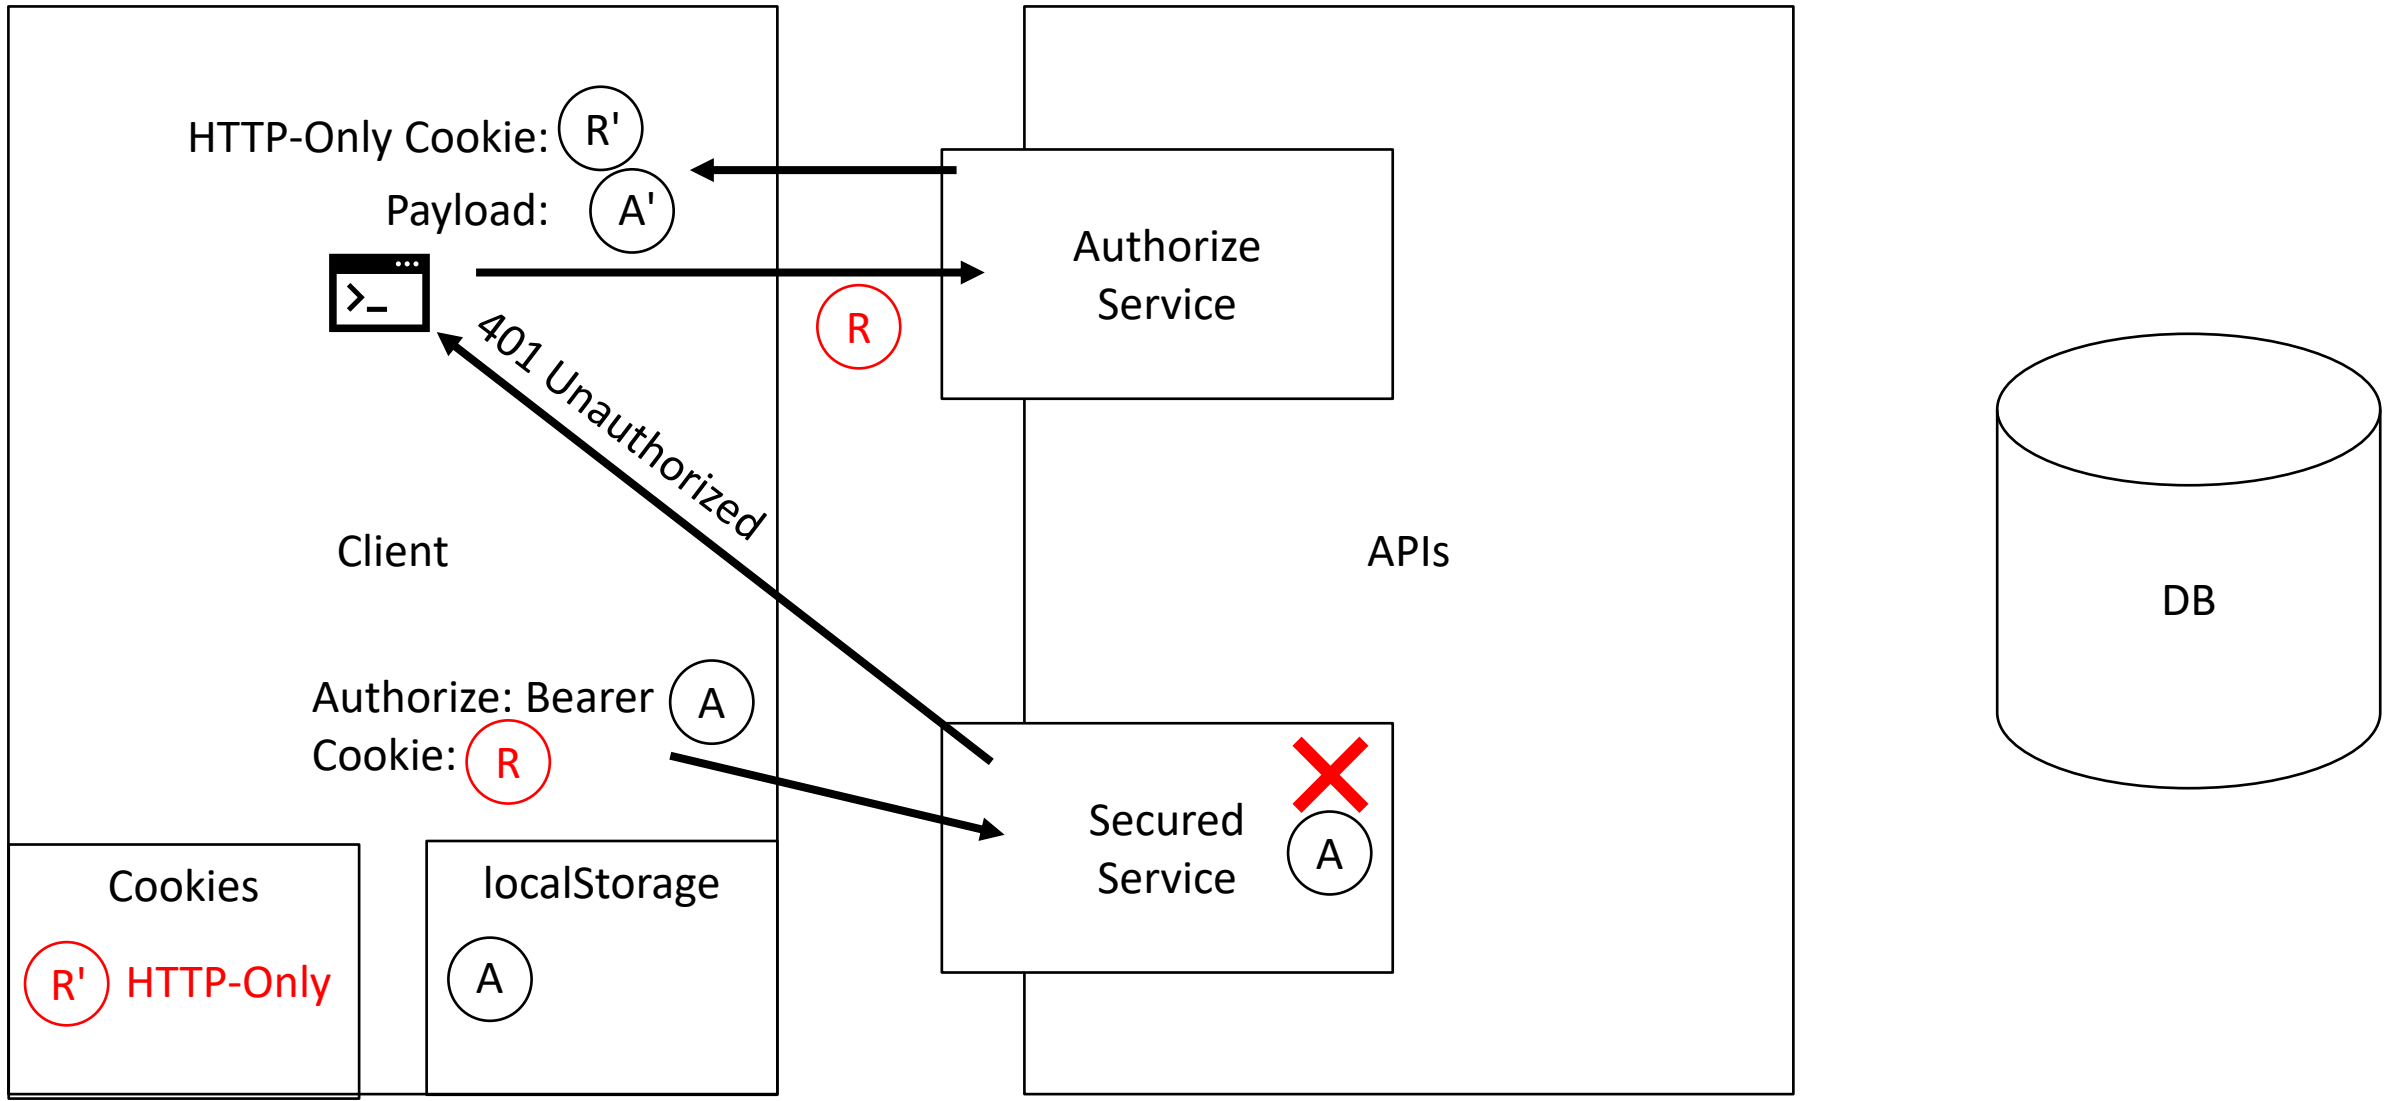 HTTP-Only Cookie: R'
Payload: A'
Authorize
Service
R
401 Unauthorized
Client
APIs
DB
Authorize: Bearer A
Cookie: R
Secured
Service
A
Cookies
R' HTTP-Only
localStorage
A